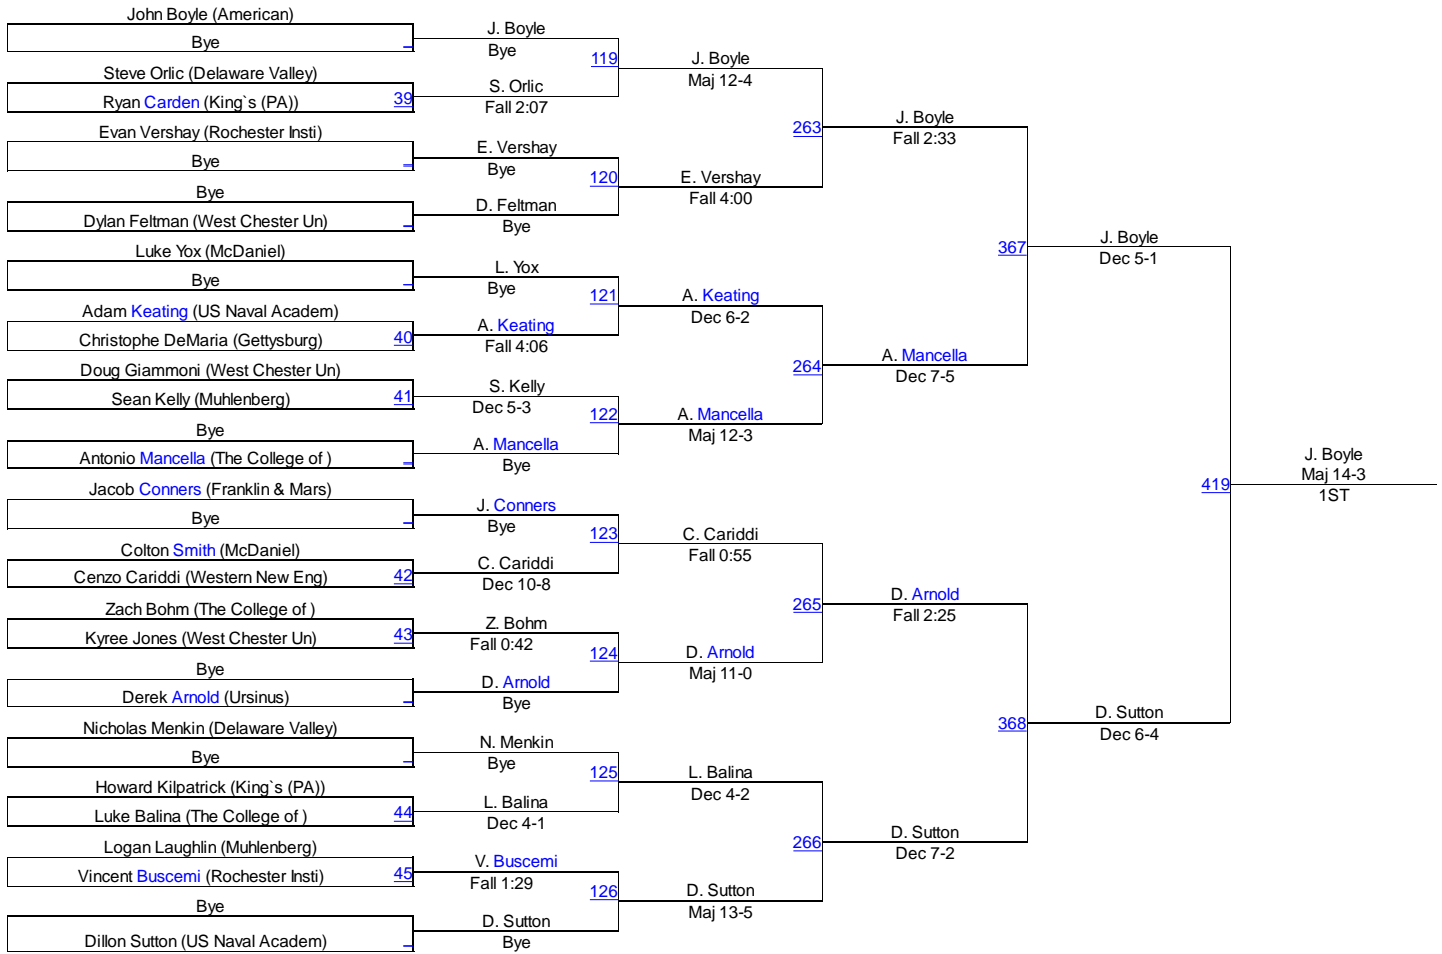 John Boyle (American)
Bye
Steve Orlic (Delaware Valley)
Ryan Carden (King`s (PA))
39
Evan Vershay (Rochester Insti)
Bye
Bye
Dylan Feltman (West Chester Un)
Luke Yox (McDaniel)
Bye
Adam Keating (US Naval Academ)
Christophe DeMaria (Gettysburg)
40
Doug Giammoni (West Chester Un)
Sean Kelly (Muhlenberg)
41
Bye
Antonio Mancella (The College of )
Jacob Conners (Franklin & Mars)
Bye
Colton Smith (McDaniel)
Cenzo Cariddi (Western New Eng)
42
Zach Bohm (The College of )
Kyree Jones (West Chester Un)
43
Bye
Derek Arnold (Ursinus)
Nicholas Menkin (Delaware Valley)
Bye
Howard Kilpatrick (King`s (PA))
Luke Balina (The College of )
44
Logan Laughlin (Muhlenberg)
Vincent Buscemi (Rochester Insti)
45
Bye
Dillon Sutton (US Naval Academ)
J. Boyle
Bye
119
S. Orlic
Fall 2:07
E. Vershay
Bye
120
D. Feltman
Bye
L. Yox
Bye
121
A. Keating
Fall 4:06
S. Kelly
Dec 5-3
122
A. Mancella
Bye
J. Conners
Bye
123
C. Cariddi
Dec 10-8
Z. Bohm
Fall 0:42
124
D. Arnold
Bye
N. Menkin
Bye
125
L. Balina
Dec 4-1
V. Buscemi
Fall 1:29
126
D. Sutton
Bye
J. Boyle
Maj 12-4
263
E. Vershay
Fall 4:00
A. Keating
Dec 6-2
264
A. Mancella
Maj 12-3
C. Cariddi
Fall 0:55
265
D. Arnold
Maj 11-0
L. Balina
Dec 4-2
266
D. Sutton
Maj 13-5
J. Boyle
Fall 2:33
367
A. Mancella
Dec 7-5
D. Arnold
Fall 2:25
368
D. Sutton
Dec 7-2
J. Boyle
Dec 5-1
419
D. Sutton
Dec 6-4
J. Boyle
Maj 14-3
1ST